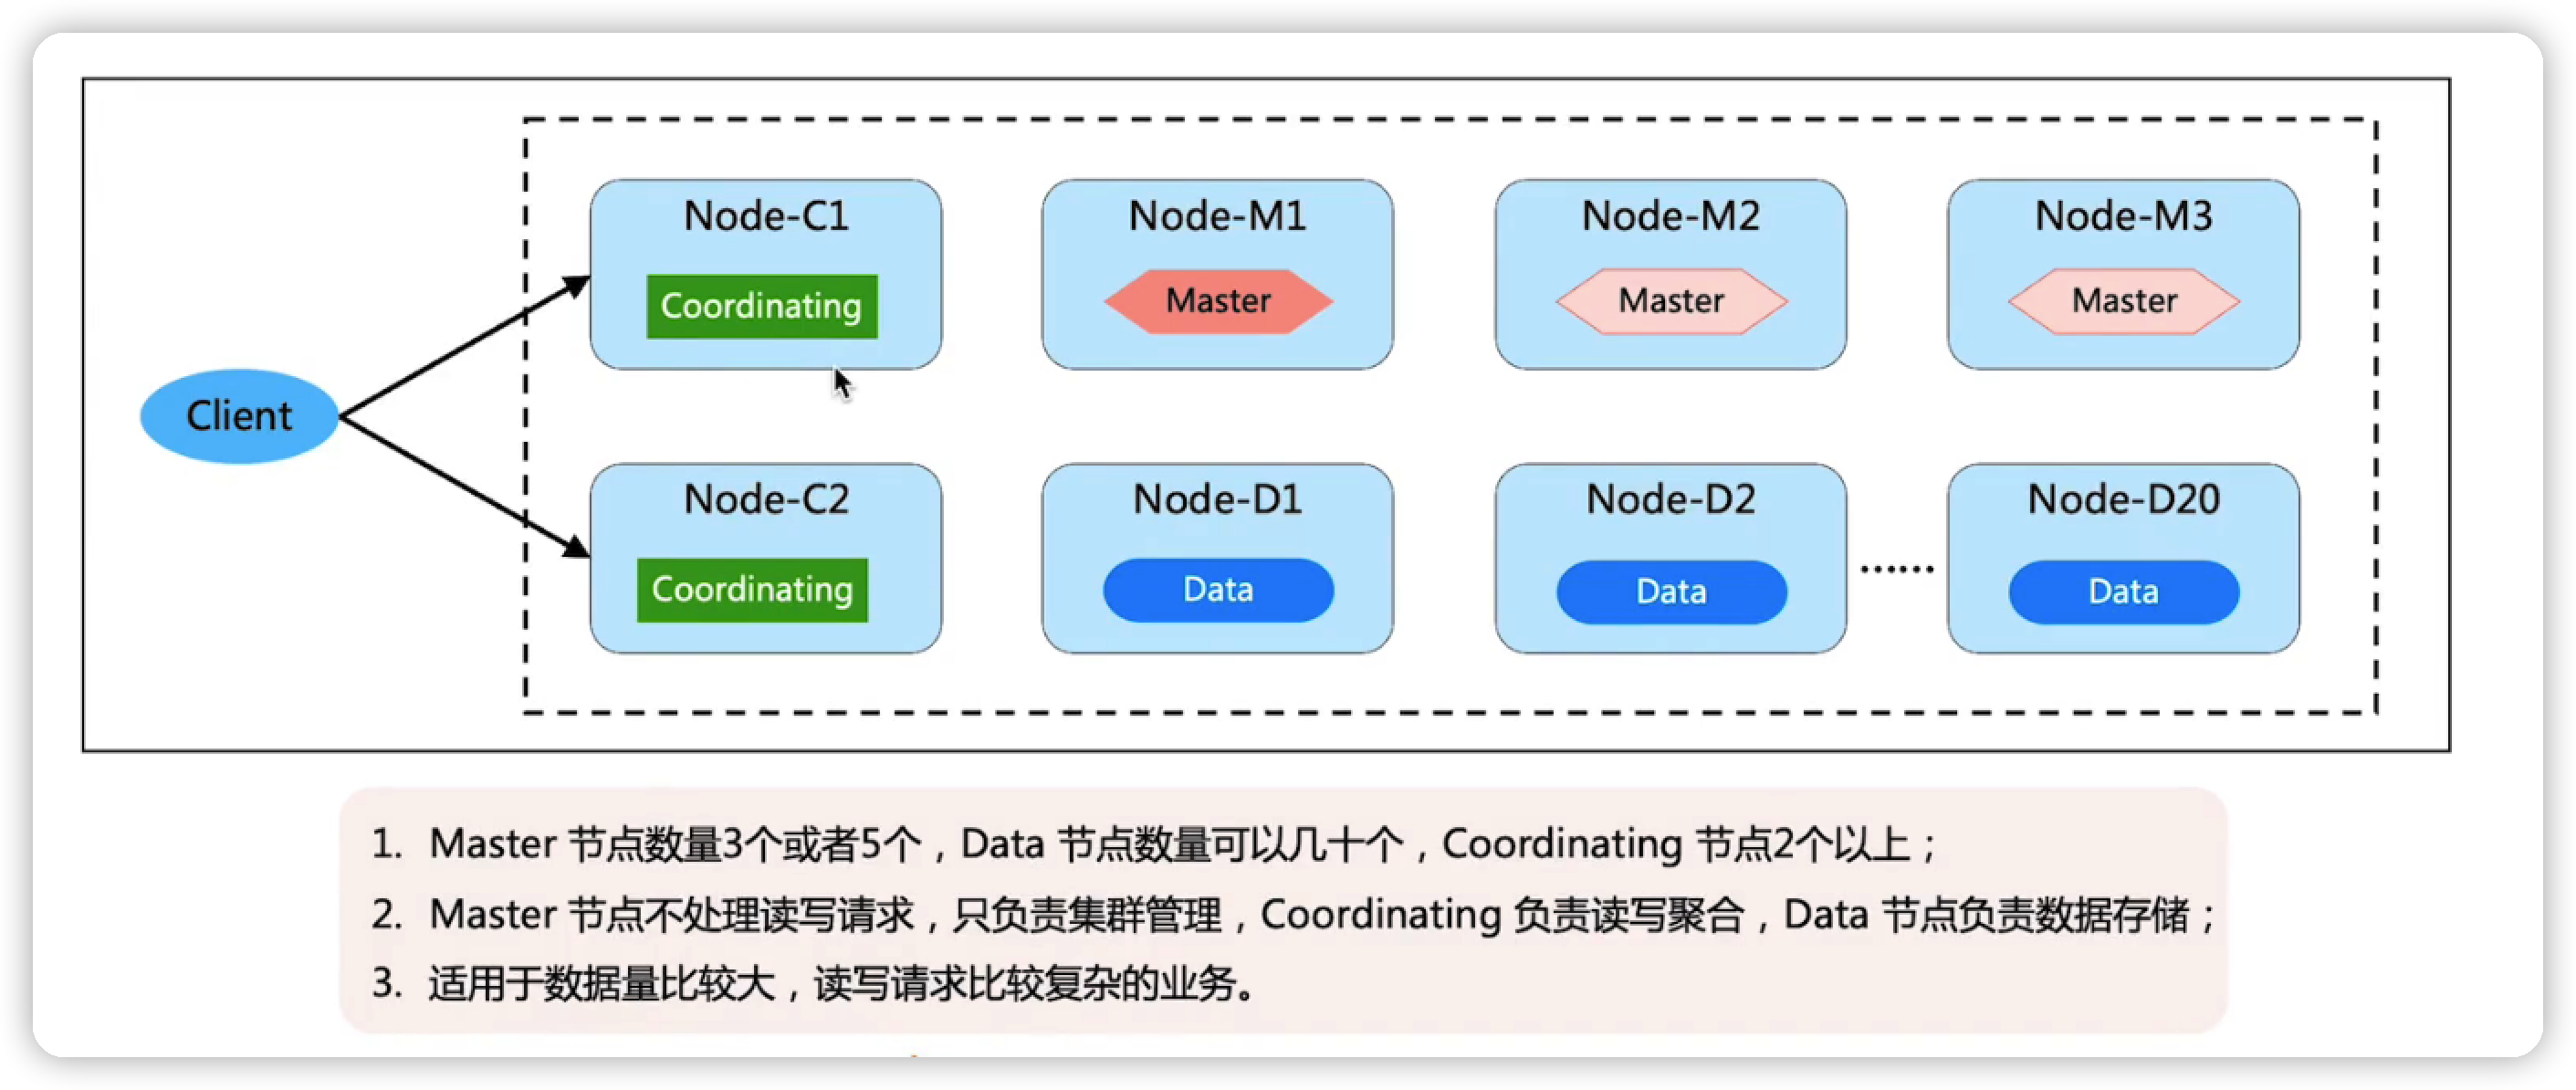 Node-C1
Coordinating
Node-M1
Master
Node-M2
Master
Node-M3
Master
Client
Node-C2
Coordinating
Node-D1
Data
Node-D2
Data
......
Node-D20
Data
1. Master 节点数量3个或者5个，Data 节点数量可以几十个，Coordinating 节点2个以上；
2. Master 节点不处理读写请求，只负责集群管理，Coordinating 负责读写聚合，Data 节点负责数据存储；
3. 适用于数据量比较大，读写请求比较复杂的业务。